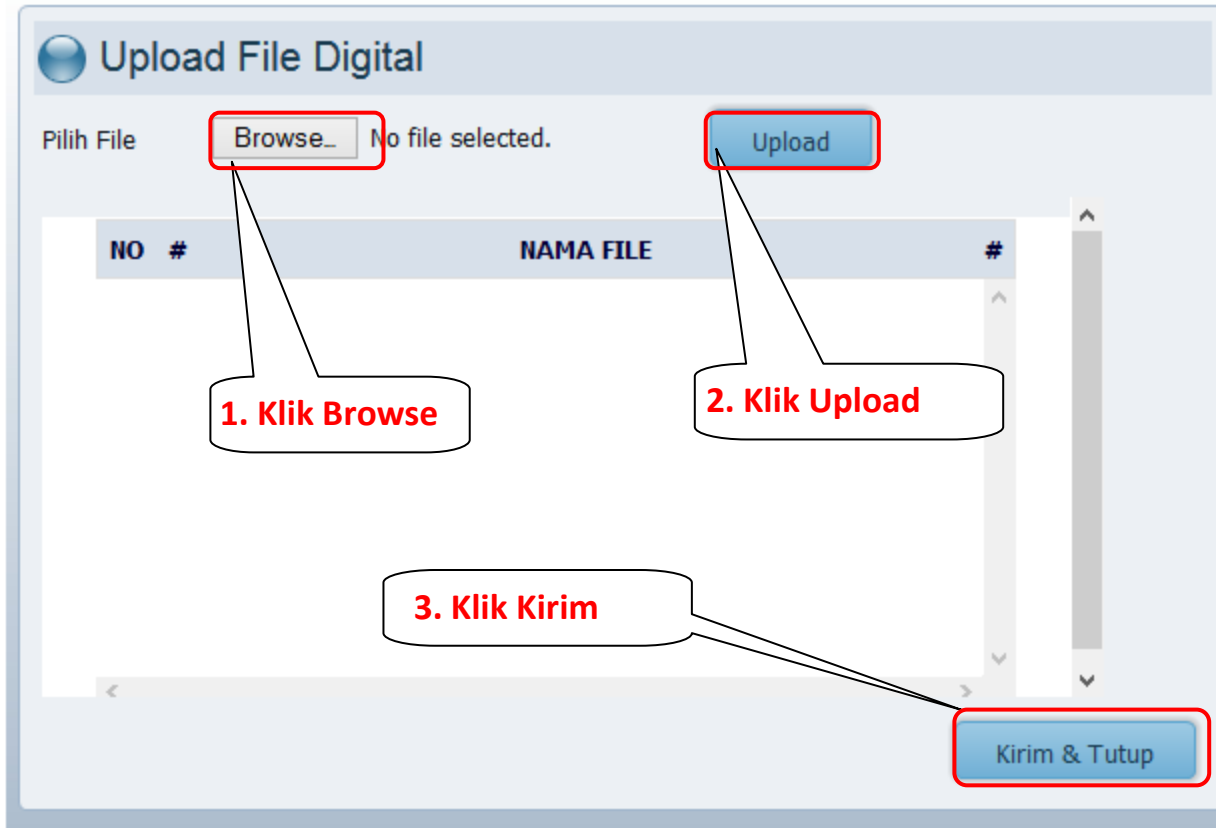 Upload File Digital
Pilih File Browse… No file selected. Upload
NO # NAMA FILE #
1. Klik Browse
2. Klik Upload
3. Klik Kirim
Kirim & Tutup